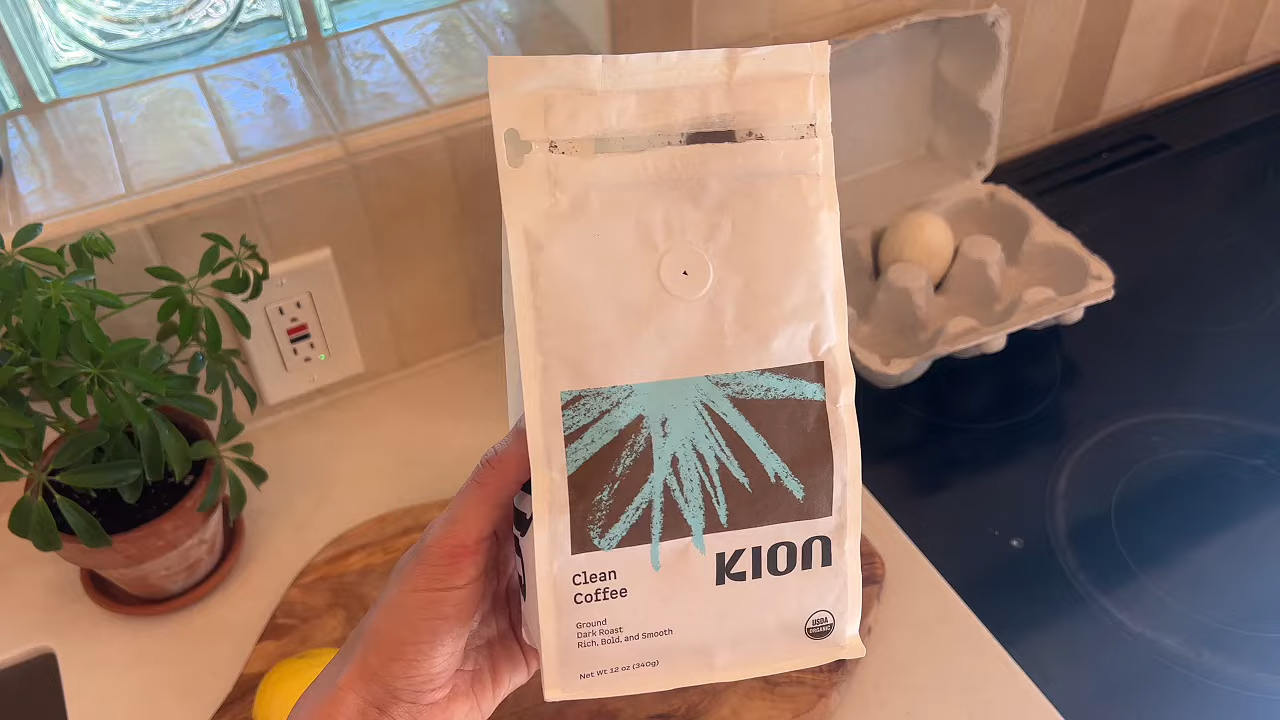 Clean
Coffee
KION
Ground
Dark Roast
Rich, Bold, and Smooth
USDA
ORGANIC
Net Wt 12 oz (340g)